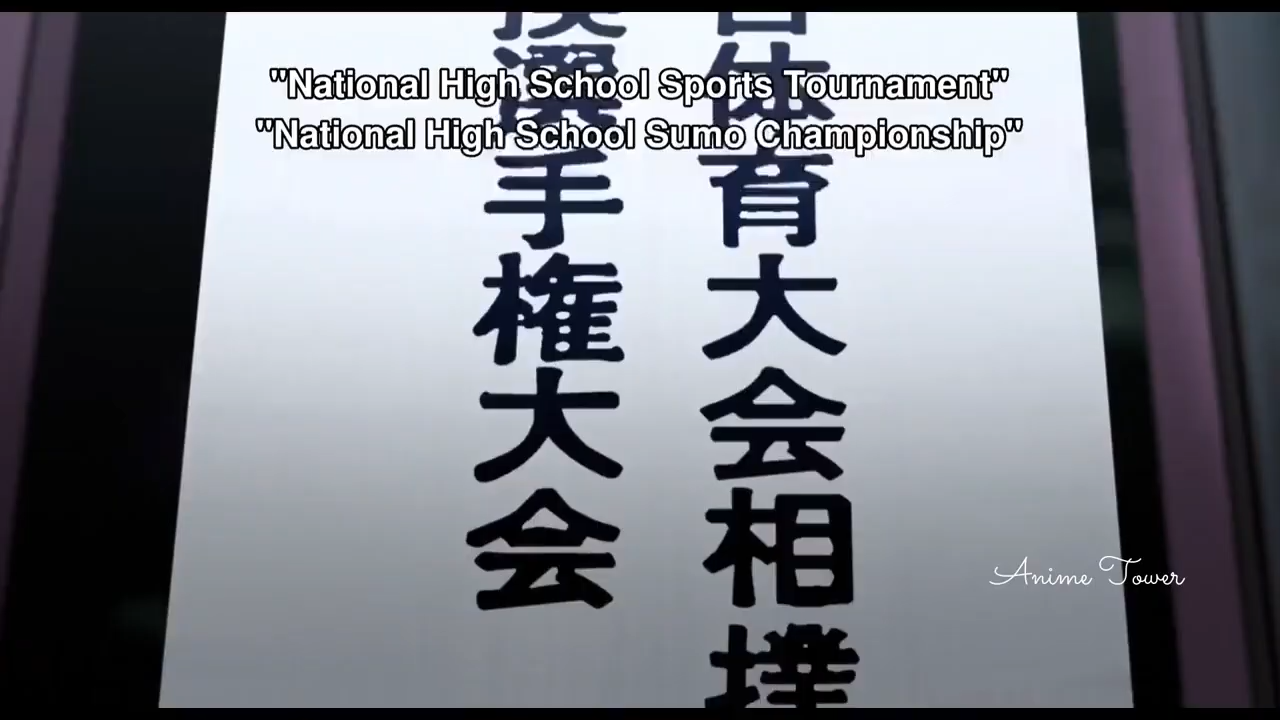 "National High School Sports Tournament"
"National High School Sumo Championship"
体育大会相撲
選手権大会
Anime Tower